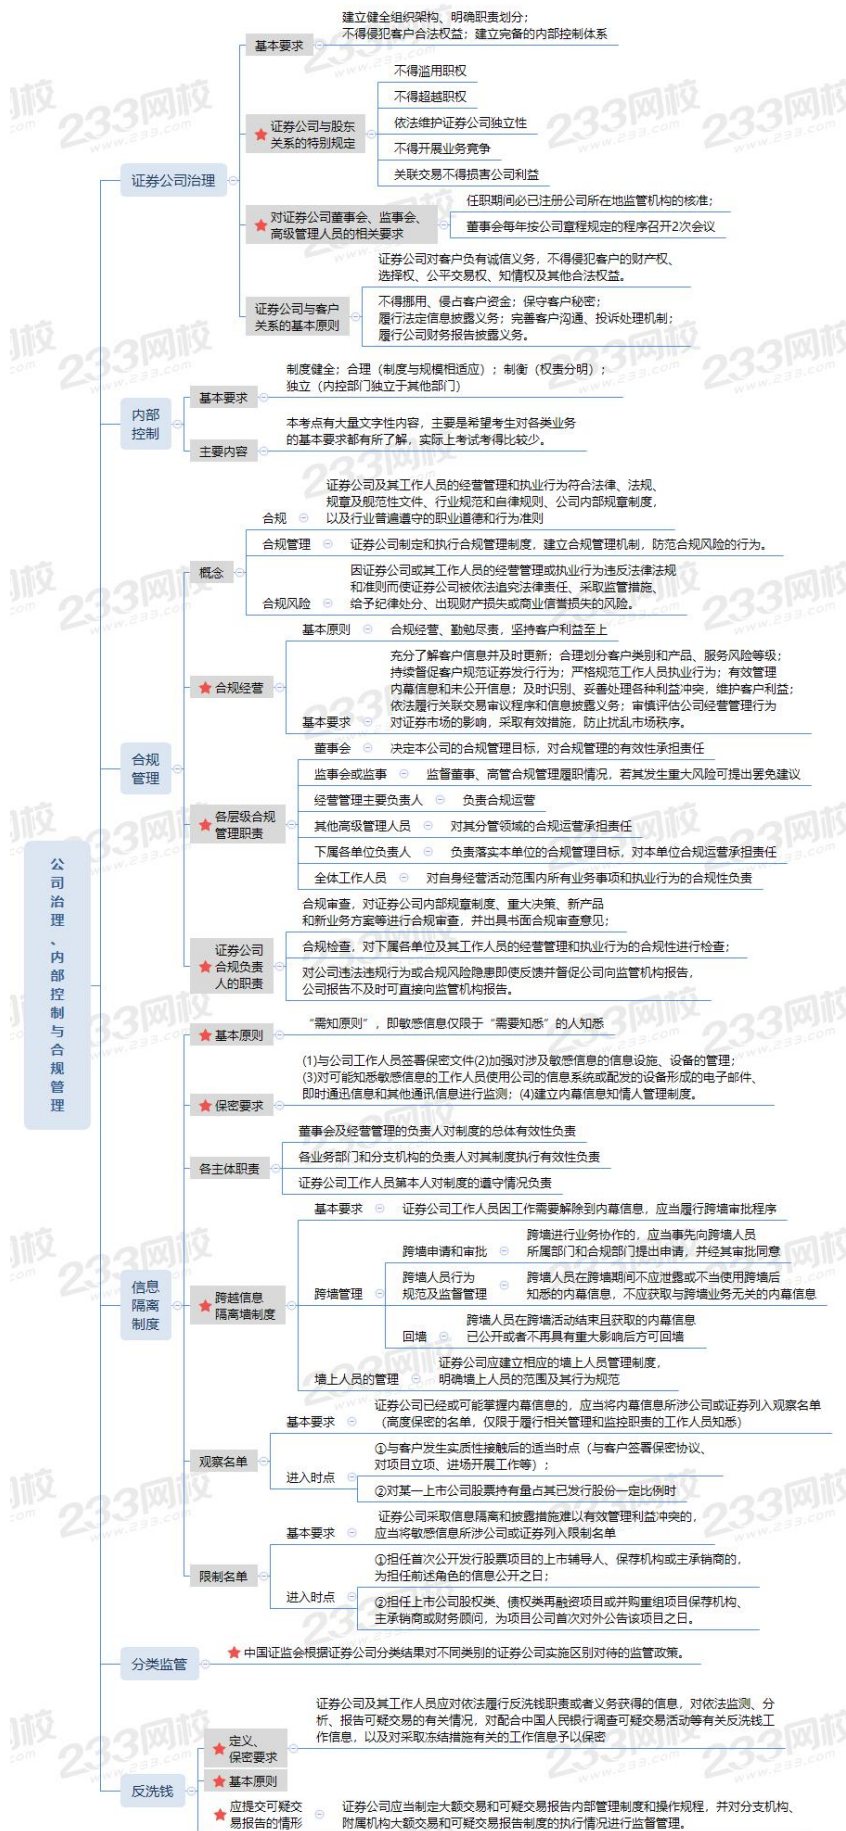 公司治理、内部控制与合规管理
证券公司治理
基本要求
建立健全组织架构、明确职责划分；
不得侵犯客户合法权益；建立完备的内部控制体系
证券公司与股东
关系的特别规定
不得滥用职权
不得超越职权
依法维护证券公司独立性
不得开展业务竞争
关联交易不得损害公司利益
对证券公司董事会、监事会、
高级管理人员的相关要求
任职期间必已注册公司所在地监管机构的核准；
董事会每年按公司章程规定的程序召开2次会议
证券公司与客户
关系的基本原则
证券公司对客户负有诚信义务，不得侵犯客户的财产权、
选择权、公平交易权、知情权及其他合法权益。
不得挪用、侵占客户资金；保守客户秘密；
履行法定信息披露义务；完善客户沟通、投诉处理机制；
履行公司财务报告披露义务。
内部
控制
基本要求
制度健全；合理（制度与规模相适应）；制衡（权责分明）；
独立（内控部门独立于其他部门）
主要内容
本考点有大量文字性内容，主要是希望考生对各类业务
的基本要求都有所了解，实际上考试考得比较少。
合规
管理
概念
合规
证券公司及其工作人员的经营管理和执业行为符合法律、法规、
规章及规范性文件、行业规范和自律规则、公司内部规章制度，
以及行业普遍遵守的职业道德和行为准则
合规管理
证券公司制定和执行合规管理制度，建立合规管理机制，防范合规风险的行为。
合规风险
因证券公司或其工作人员的经营管理或执业行为违反法律法规
和准则而使证券公司被依法追究法律责任、采取监管措施、
给予纪律处分、出现财产损失或商业信誉损失的风险。
合规经营
基本原则
合规经营、勤勉尽责，坚持客户利益至上
基本要求
充分了解客户信息并及时更新；合理划分客户类别和产品、服务风险等级；
持续督促客户规范证券发行行为；严格规范工作人员执业行为；有效管理
内幕信息和未公开信息；及时识别、妥善处理各种利益冲突，维护客户利益；
依法履行关联交易审议程序和信息披露义务；审慎评估公司经营管理行为
对证券市场的影响，采取有效措施，防止扰乱市场秩序。
各层级合规
管理职责
董事会
决定本公司的合规管理目标，对合规管理的有效性承担责任
监事会或监事
监督董事、高管合规管理履职情况，若其发生重大风险可提出罢免建议
经营管理主要负责人
负责合规运营
其他高级管理人员
对其分管领域的合规运营承担责任
下属各单位负责人
负责落实本单位的合规管理目标，对本单位合规运营承担责任
全体工作人员
对自身经营活动范围内所有业务事项和执业行为的合规性负责
证券公司
合规负责
人的职责
合规审查，对证券公司内部规章制度、重大决策、新产品
和新业务方案等进行合规审查，并出具书面合规审查意见；
合规检查，对下属各单位及其工作人员的经营管理和执业行为的合规性进行检查；
对公司违法违规行为或合规风险隐患即使反馈并督促公司向监管机构报告，
公司报告不及时可直接向监管机构报告。
信息
隔离
制度
基本原则
“需知原则”，即敏感信息仅限于“需要知悉”的人知悉
保密要求
(1)与公司工作人员签署保密文件(2)加强对涉及敏感信息的信息设施、设备的管理；
(3)对可能知悉敏感信息的工作人员使用公司的信息系统或配发的设备形成的电子邮件、
即时通迅信息和其他通讯信息进行监测；(4)建立内幕信息知情人管理制度。
各主体职责
董事会及经营管理的负责人对制度的总体有效性负责
各业务部门和分支机构的负责人对其制度执行有效性负责
证券公司工作人员第本人对制度的遵守情况负责
跨越信息
隔离墙制度
基本要求
证券公司工作人员因工作需要解除到内幕信息，应当履行跨墙审批程序
跨墙管理
跨墙申请和审批
跨墙进行业务协作的，应当事先向跨墙人员
所属部门和合规部门提出申请，并经其审批同意
跨墙人员行为
规范及监督管理
跨墙人员在跨墙期间不应泄露或不当使用跨墙后
知悉的内幕信息，不应获取与跨墙业务无关的内幕信息
回墙
跨墙人员在跨墙活动结束且获取的内幕信息
已公开或者不再具有重大影响后方可回墙
墙上人员的管理
证券公司应建立相应的墙上人员管理制度，
明确墙上人员的范围及其行为规范
观察名单
基本要求
证券公司已经或可能掌握内幕信息的，应当将内幕信息所涉公司或证券列入观察名单
（高度保密的名单，仅限于履行相关管理和监控职责的工作人员知悉）
进入时点
①与客户发生实质性接触后的适当时点（与客户签署保密协议、
对项目立项、进场开展工作等）；
②对某一上市公司股票持有量占其已发行股份一定比例时
限制名单
基本要求
证券公司采取信息隔离和披露措施难以有效管理利益冲突的，
应当将敏感信息所涉公司或证券列入限制名单
进入时点
①担任首次公开发行股票项目的上市辅导人、保荐机构或主承销商的，
为担任前述角色的信息公开之日；
②担任上市公司股权类、债权类再融资项目或并购重组项目保荐机构、
主承销商或财务顾问，为项目公司首次对外公告该项目之日。
分类监管
中国证监会根据证券公司分类结果对不同类别的证券公司实施区别对待的监管政策。
反洗钱
定义、
保密要求
证券公司及其工作人员应对依法履行反洗钱职责或者义务获得的信息，对依法监测、分
析、报告可疑交易的有关情况，对配合中国人民银行调查可疑交易活动等有关反洗钱工
作信息，以及对采取冻结措施有关的工作信息予以保密
基本原则
应提交可疑交
易报告的情形
证券公司应当制定大额交易和可疑交易报告内部管理制度和操作规程，并对分支机构、
附属机构大额交易和可疑交易报告制度的执行情况进行监督管理。
233网校
www.233.com